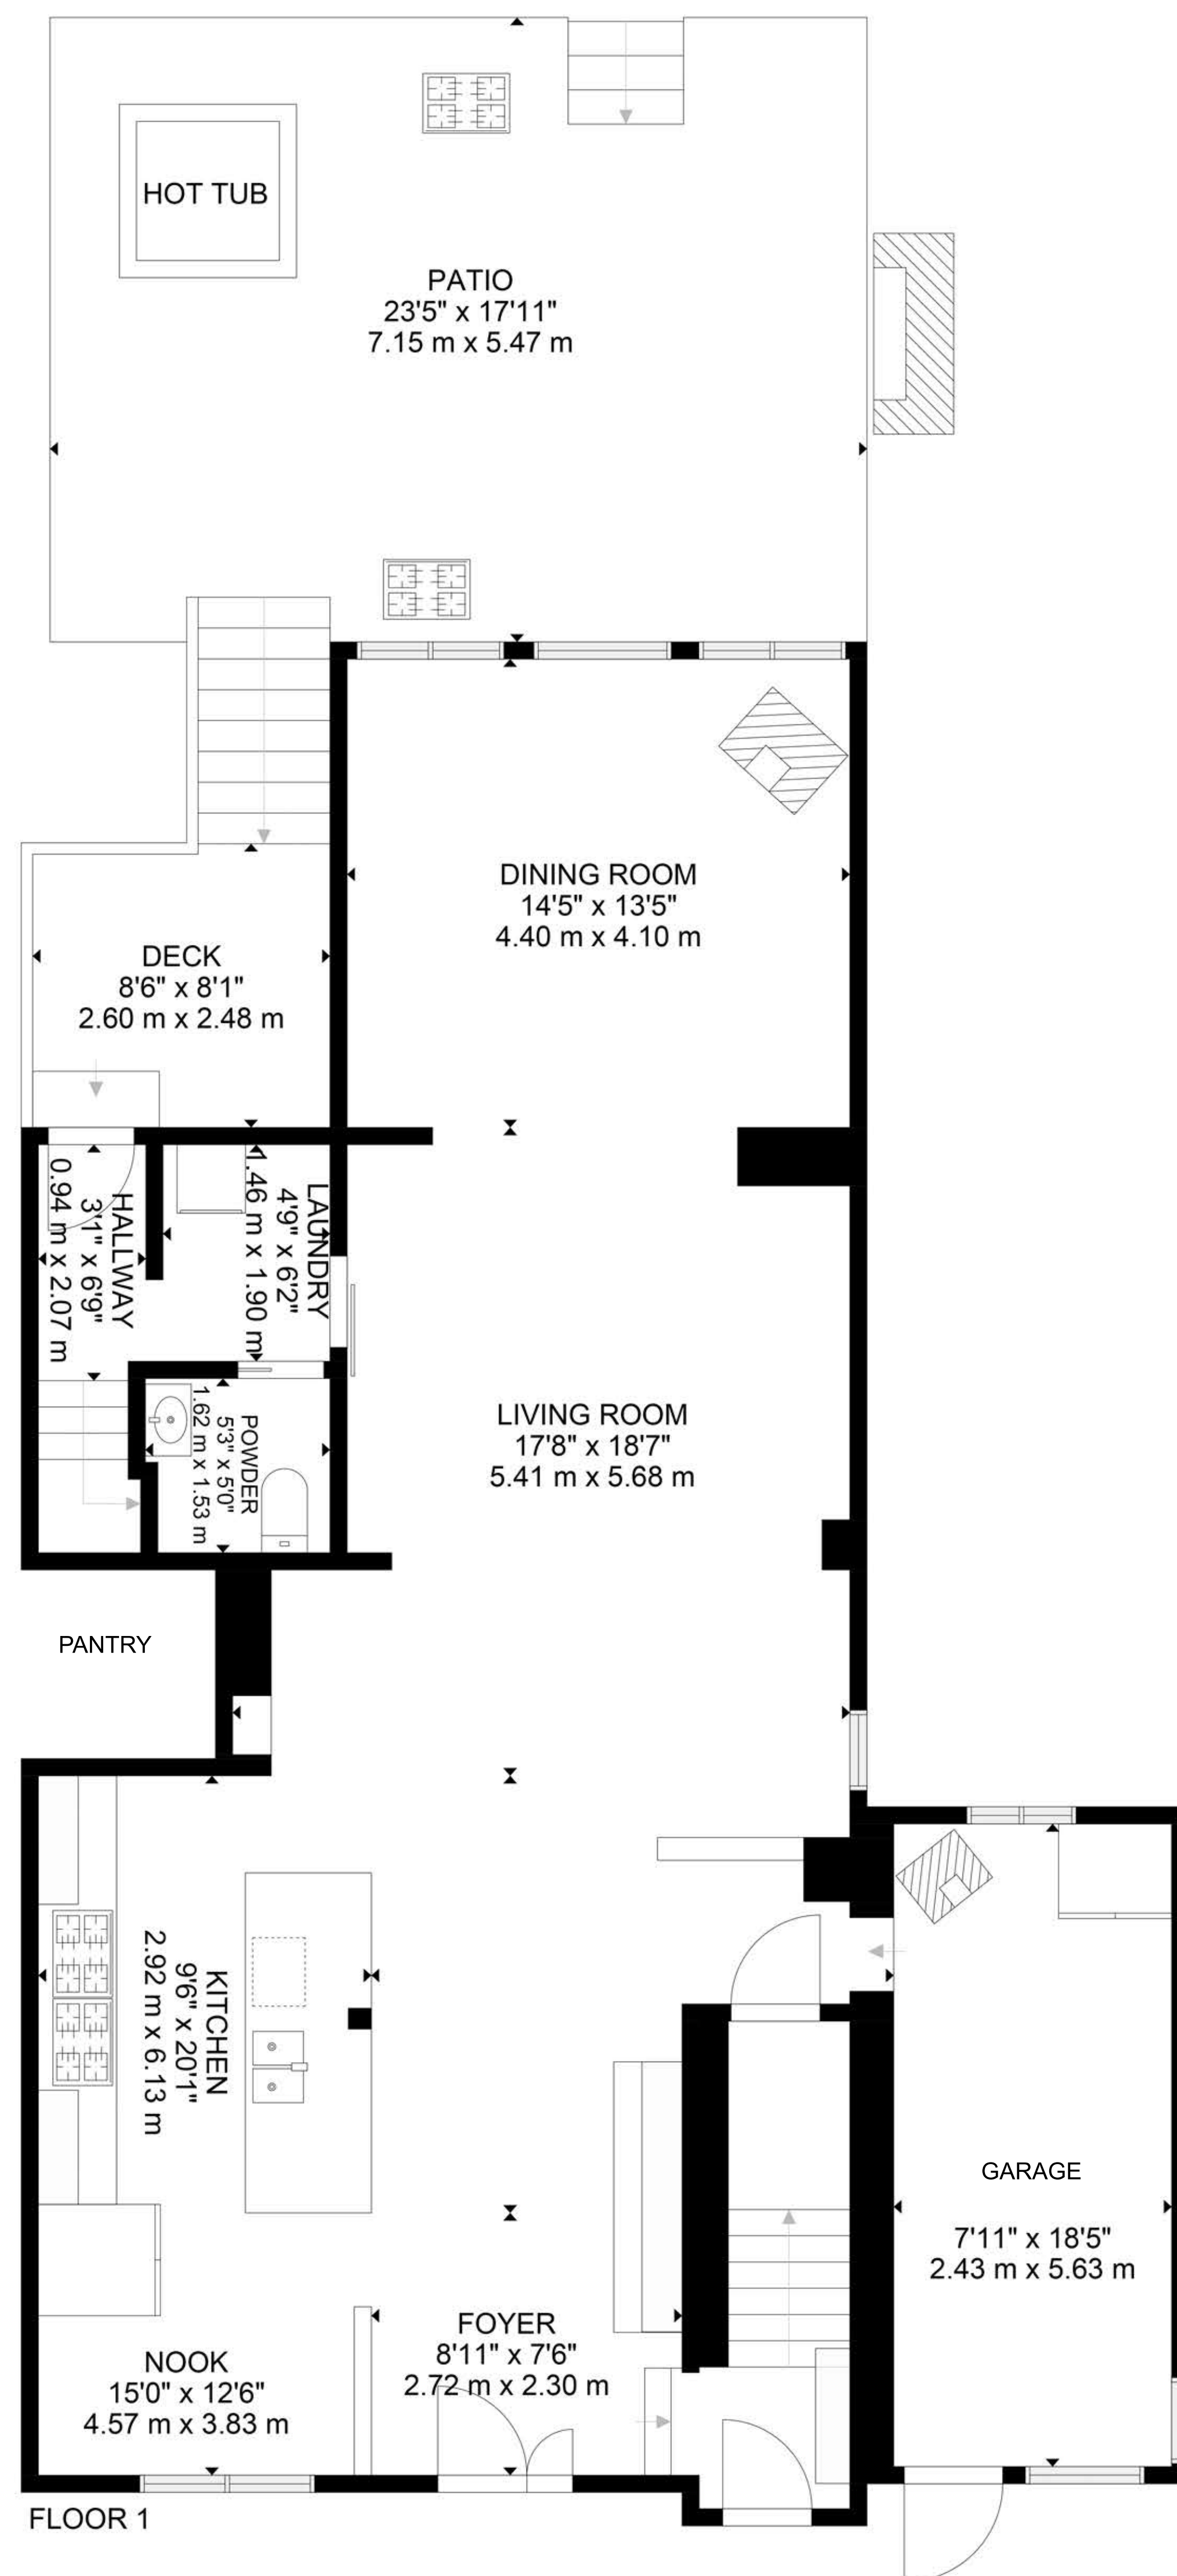 HOT TUB
PATIO
23'5" x 17'11"
7.15 m x 5.47 m
DINING ROOM
14'5" x 13'5"
4.40 m x 4.10 m
DECK
8'6" x 8'1"
2.60 m x 2.48 m
HALLWAY
3'1" x 6'9"
0.94 m x 2.07 m
LAUNDRY
4'9" x 6'2"
1.46 m x 1.90 m
POWDER
5'3" x 5'0"
1.62 m x 1.53 m
LIVING ROOM
17'8" x 18'7"
5.41 m x 5.68 m
PANTRY
KITCHEN
9'6" x 20'1"
2.92 m x 6.13 m
GARAGE
7'11" x 18'5"
2.43 m x 5.63 m
FOYER
8'11" x 7'6"
2.72 m x 2.30 m
NOOK
15'0" x 12'6"
4.57 m x 3.83 m
FLOOR 1